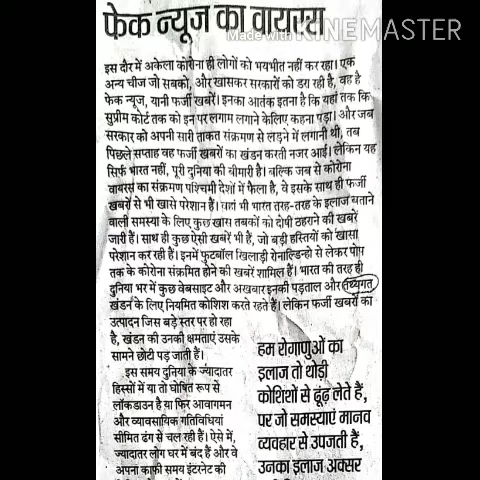 फेक न्यूज का वायरस
Made with KINEMASTER
इस दौर में अकेला कोरोना ही लोगों को भयभीत नहीं कर रहा। एक
अन्य चीज जो सबको, और खासकर सरकारों को डरा रही है, वह है
फेक न्यूज, यानी फर्जी खबरें। इनका आतंक इतना है कि यहां तक कि
सुप्रीम कोर्ट तक को इन पर लगाम लगाने केलिए कहना पड़ा। और जब
सरकार को अपनी सारी ताकत संक्रमण से लड़ने में लगानी थी, तब
पिछले सप्ताह वह फर्जी खबरों का खंडन करती नजर आई। लेकिन यह
सिर्फ भारत नहीं, पूरी दुनिया की बीमारी है। बल्कि जब से कोरोना
वायरस का संक्रमण पश्चिमी देशों में फैला है, वे इसके साथ ही फर्जी
खबरों से भी खासे परेशान हैं। वहां भी भारत तरह-तरह के इलाज बताने
वाली समस्या के लिए कुछ खास तबकों को दोषी ठहराने की खबरें
जारी हैं। साथ ही कुछ ऐसी खबरें भी हैं, जो बड़ी हस्तियों को खासा
परेशान कर रही हैं। इनमें फुटबॉल खिलाड़ी रोनाल्डिन्हो से लेकर पोप
तक के कोरोना संक्रमित होने की खबरें शामिल हैं। भारत की तरह ही
दुनिया भर में कुछ वेबसाइट और अखबार इनकी पड़ताल और तथ्यगत
खंडन के लिए नियमित कोशिश करते रहते हैं। लेकिन फर्जी खबरों का
उत्पादन जिस बड़े स्तर पर हो रहा
है, खंडन की उनकी क्षमताएं उसके
सामने छोटी पड़ जाती हैं।
इस समय दुनिया के ज्यादातर
हिस्सों में या तो घोषित रूप से
लॉकडाउन है या फिर आवागमन
और व्यावसायिक गतिविधियां
सीमित ढंग से चल रही हैं। ऐसे में,
ज्यादातर लोग घर में बंद हैं और वे
अपना काफी समय इंटरनेट की
हम रोगाणुओं का
इलाज तो थोड़ी
कोशिशों से ढूंढ़ लेते हैं,
पर जो समस्याएं मानव
व्यवहार से उपजती हैं,
उनका इलाज अक्सर